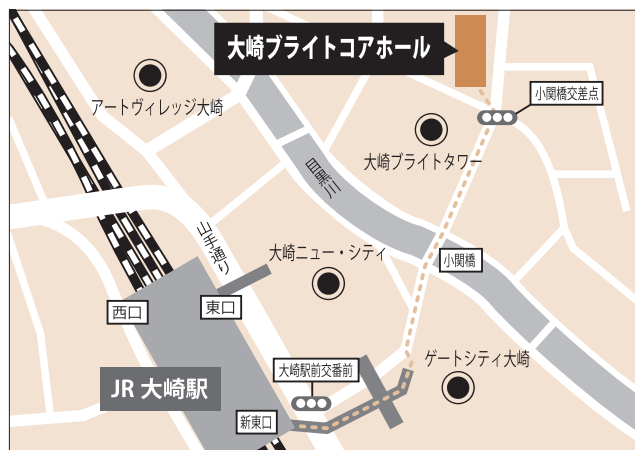 大崎ブライトコアホール
アートヴィレッジ大崎
小関橋交差点
大崎ブライトタワー
目黒川
山手通り
大崎ニュー・シティ
小関橋
西口
東口
大崎駅前交番前
ゲートシティ大崎
JR 大崎駅
新東口